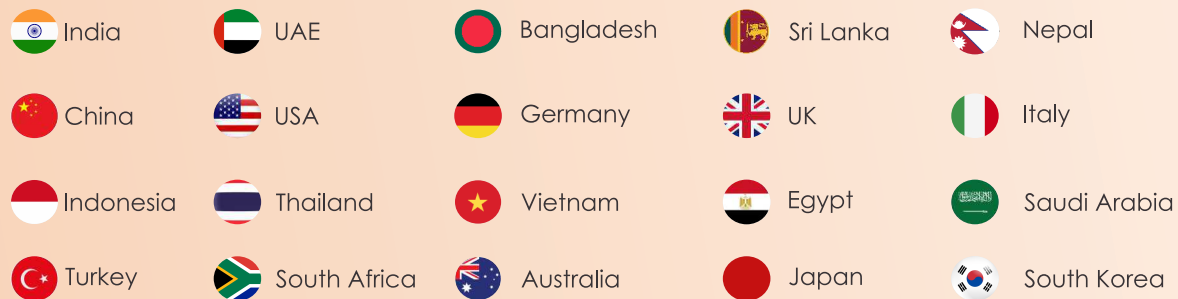 India UAE Bangladesh Sri Lanka Nepal
China USA Germany UK Italy
Indonesia Thailand Vietnam Egypt Saudi Arabia
Turkey South Africa Australia Japan South Korea